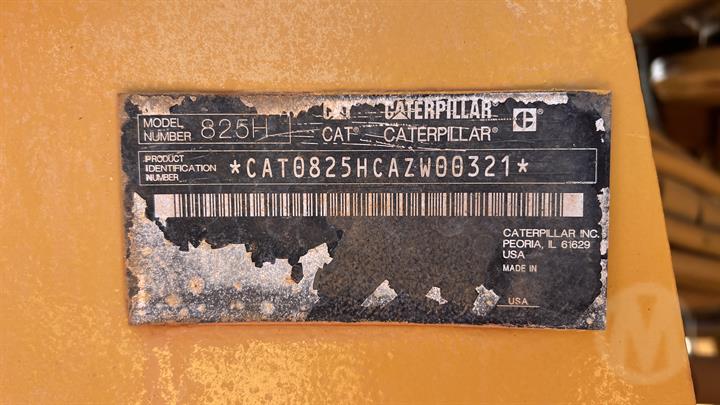 CAT CATERPILLAR
MODEL NUMBER 825H
CAT® CATERPILLAR®
PRODUCT IDENTIFICATION NUMBER *CAT0825HCAZW00321*
CATERPILLAR INC.
PEORIA, IL 61629
USA
MADE IN
USA
M